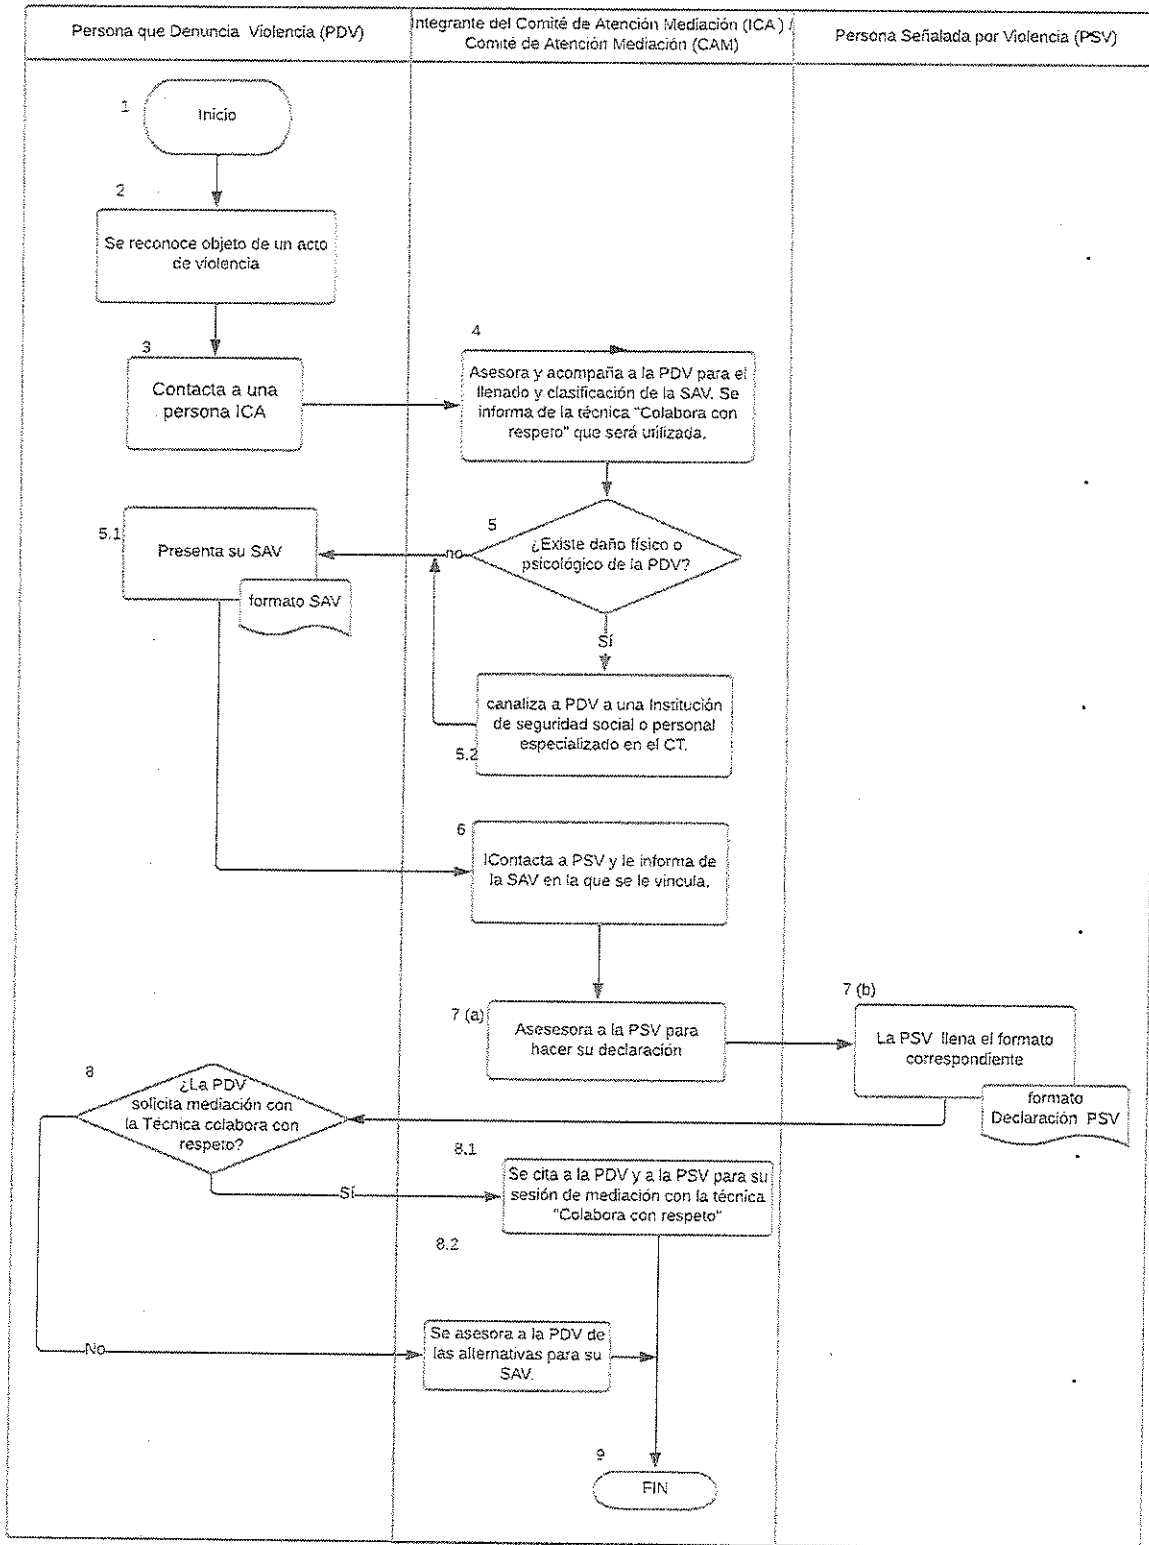 Persona que Denuncia Violencia (PDV)
Integrante del Comité de Atención Mediación (ICA ) /
Comité de Atención Mediación (CAM)
Persona Señalada por Violencia (PSV)
1
Inicio
2
Se reconoce objeto de un acto
de violencia
3
Contacta a una
persona ICA
4
Asesora y acompaña a la PDV para el
llenado y clasificación de la SAV. Se
informa de la técnica "Colabora con
respeto" que será utilizada.
5
¿Existe daño físico o
psicológico de la PDV?
no
5.1
Presenta su SAV
formato SAV
Sí
canaliza a PDV a una Institución
de seguridad social o personal
especializado en el CT.
5.2
6
IContacta a PSV y le informa de
la SAV en la que se le vincula.
7 (a)
Asesesora a la PSV para
hacer su declaración
7 (b)
La PSV llena el formato
correspondiente
formato
Declaración PSV
8
¿La PDV
solicita mediación con
la Técnica colabora con
respeto?
Sí
8.1
Se cita a la PDV y a la PSV para su
sesión de mediación con la técnica
"Colabora con respeto"
8.2
No
Se asesora a la PDV de
las alternativas para su
SAV.
9
FIN